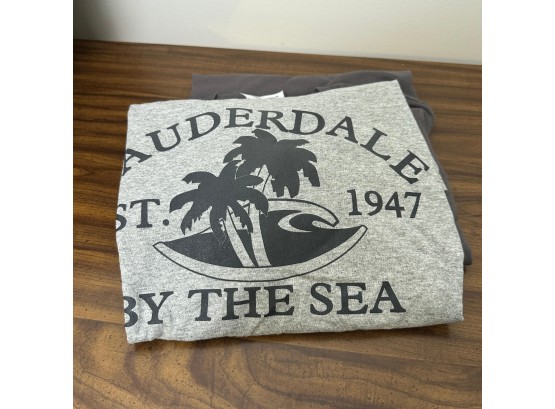 AUDERDALE
ST. 1947
BY THE SEA